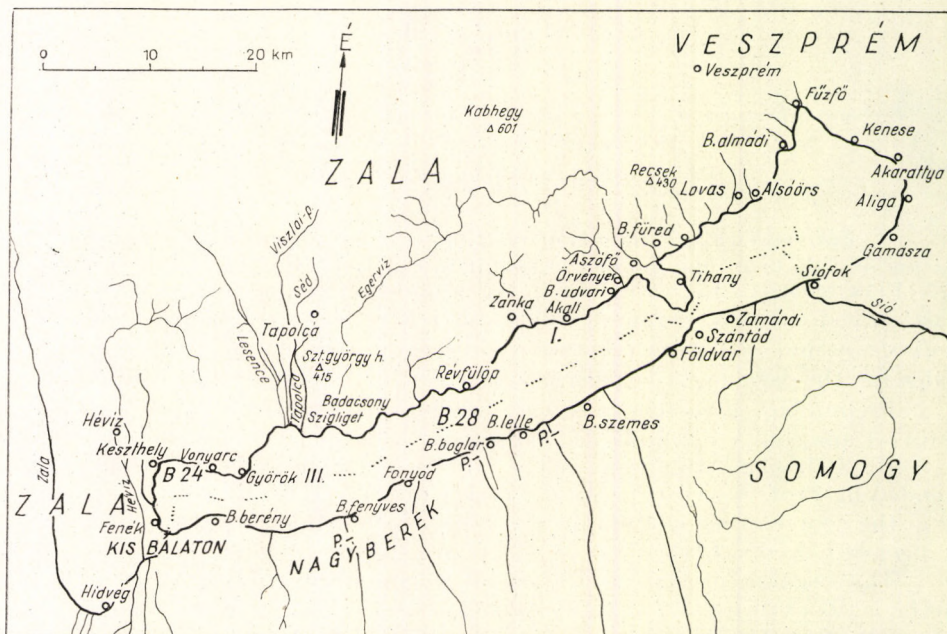 0 10 20 km
É
VESZPRÉM
Veszprém
Fűzfő
Kabhegy
△ 601
Kenese
B.almádi
Akarattya
ZALA
Recsek
△ 430
Lovas
Alsóörs
Aliga
Viszlai-p.
B.füred
Gamásza
Séd
Egervíz
Aszófő
Örvényes
B.udvari
Akali
Tihany
Siófok
Zánka
Sió
Tapolca
I.
Zamárdi
Szántód
Földvár
Lesence
Szt.györgy h.
△ 415
Tapolca
Révfülöp
Badacsony
Szigliget
B.28
B.lelle
B.szemes
Hévíz
B.boglár
P.
P.
Keszthely
Vonyarc
B 24
Györök
III.
Fonyód
SOMOGY
Zala
ZALA
Hévíz
Fenék
B.berény
B.fenyves
P.
NAGYBEREK
KIS BALATON
Hídvég